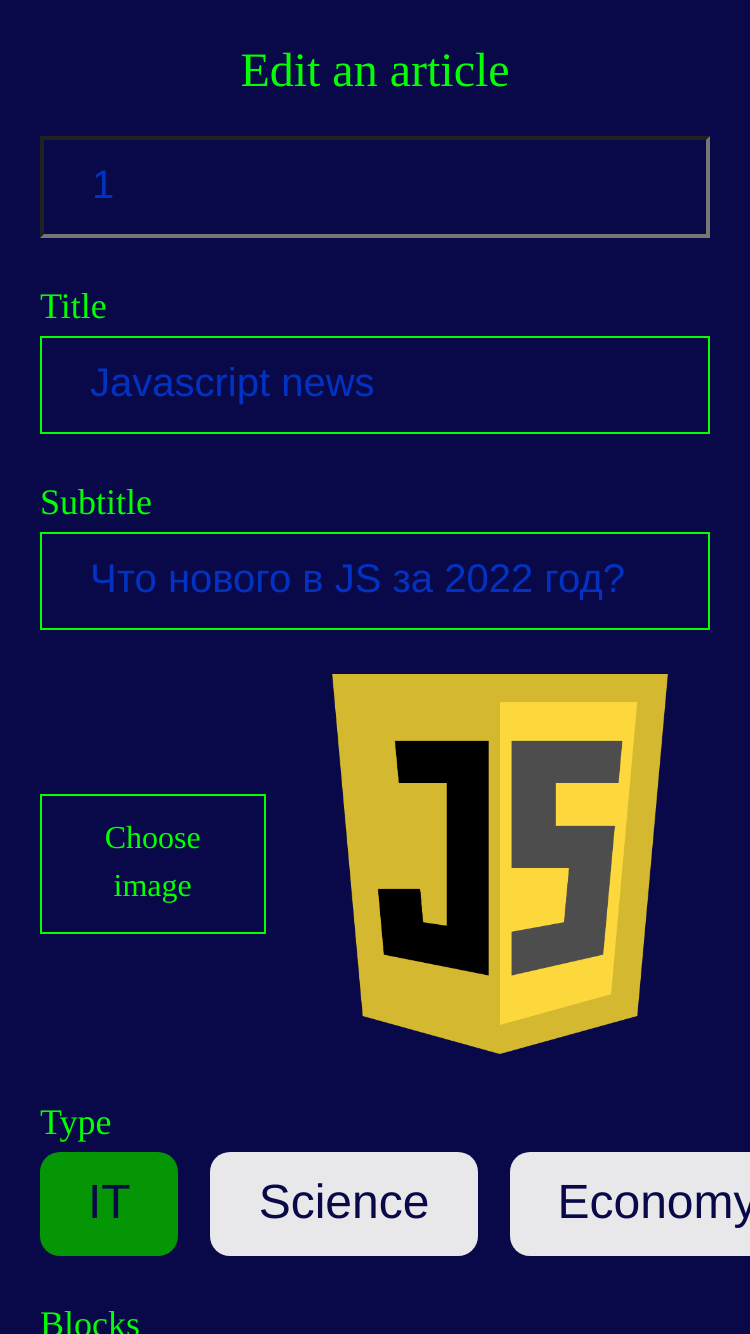 Edit an article
1
Title
Javascript news
Subtitle
Что нового в JS за 2022 год?
JS
Choose
image
Type
IT Science Economy
Blocks